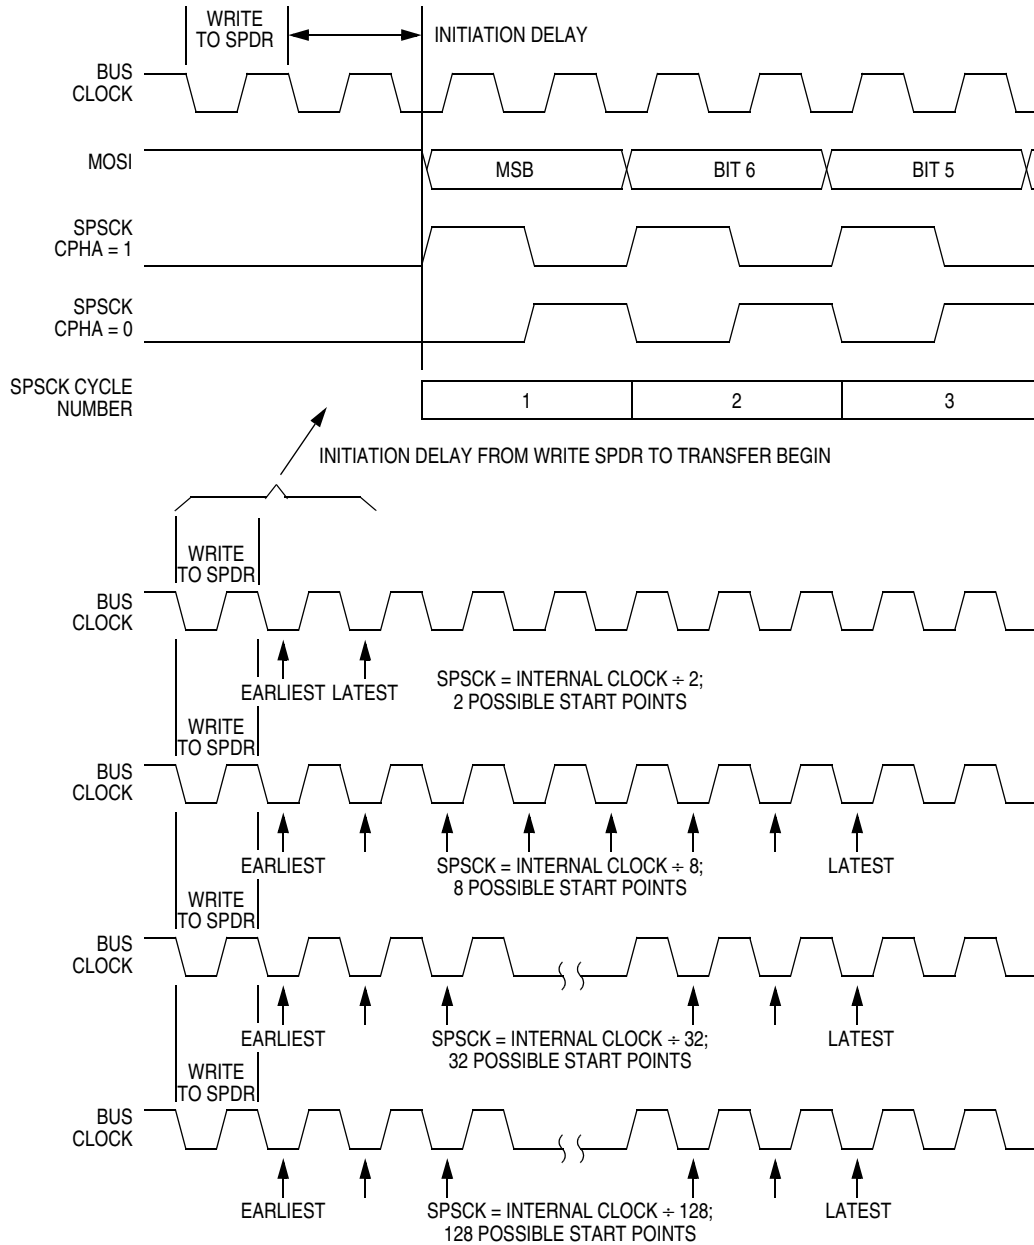 WRITE
TO SPDR
INITIATION DELAY
BUS
CLOCK
MOSI
MSB
BIT 6
BIT 5
SPSCK
CPHA = 1
SPSCK
CPHA = 0
SPSCK CYCLE
NUMBER
1
2
3
INITIATION DELAY FROM WRITE SPDR TO TRANSFER BEGIN
WRITE
TO SPDR
BUS
CLOCK
EARLIEST
LATEST
SPSCK = INTERNAL CLOCK ÷ 2;
2 POSSIBLE START POINTS
WRITE
TO SPDR
BUS
CLOCK
EARLIEST
SPSCK = INTERNAL CLOCK ÷ 8;
8 POSSIBLE START POINTS
LATEST
WRITE
TO SPDR
BUS
CLOCK
EARLIEST
SPSCK = INTERNAL CLOCK ÷ 32;
32 POSSIBLE START POINTS
LATEST
WRITE
TO SPDR
BUS
CLOCK
EARLIEST
SPSCK = INTERNAL CLOCK ÷ 128;
128 POSSIBLE START POINTS
LATEST